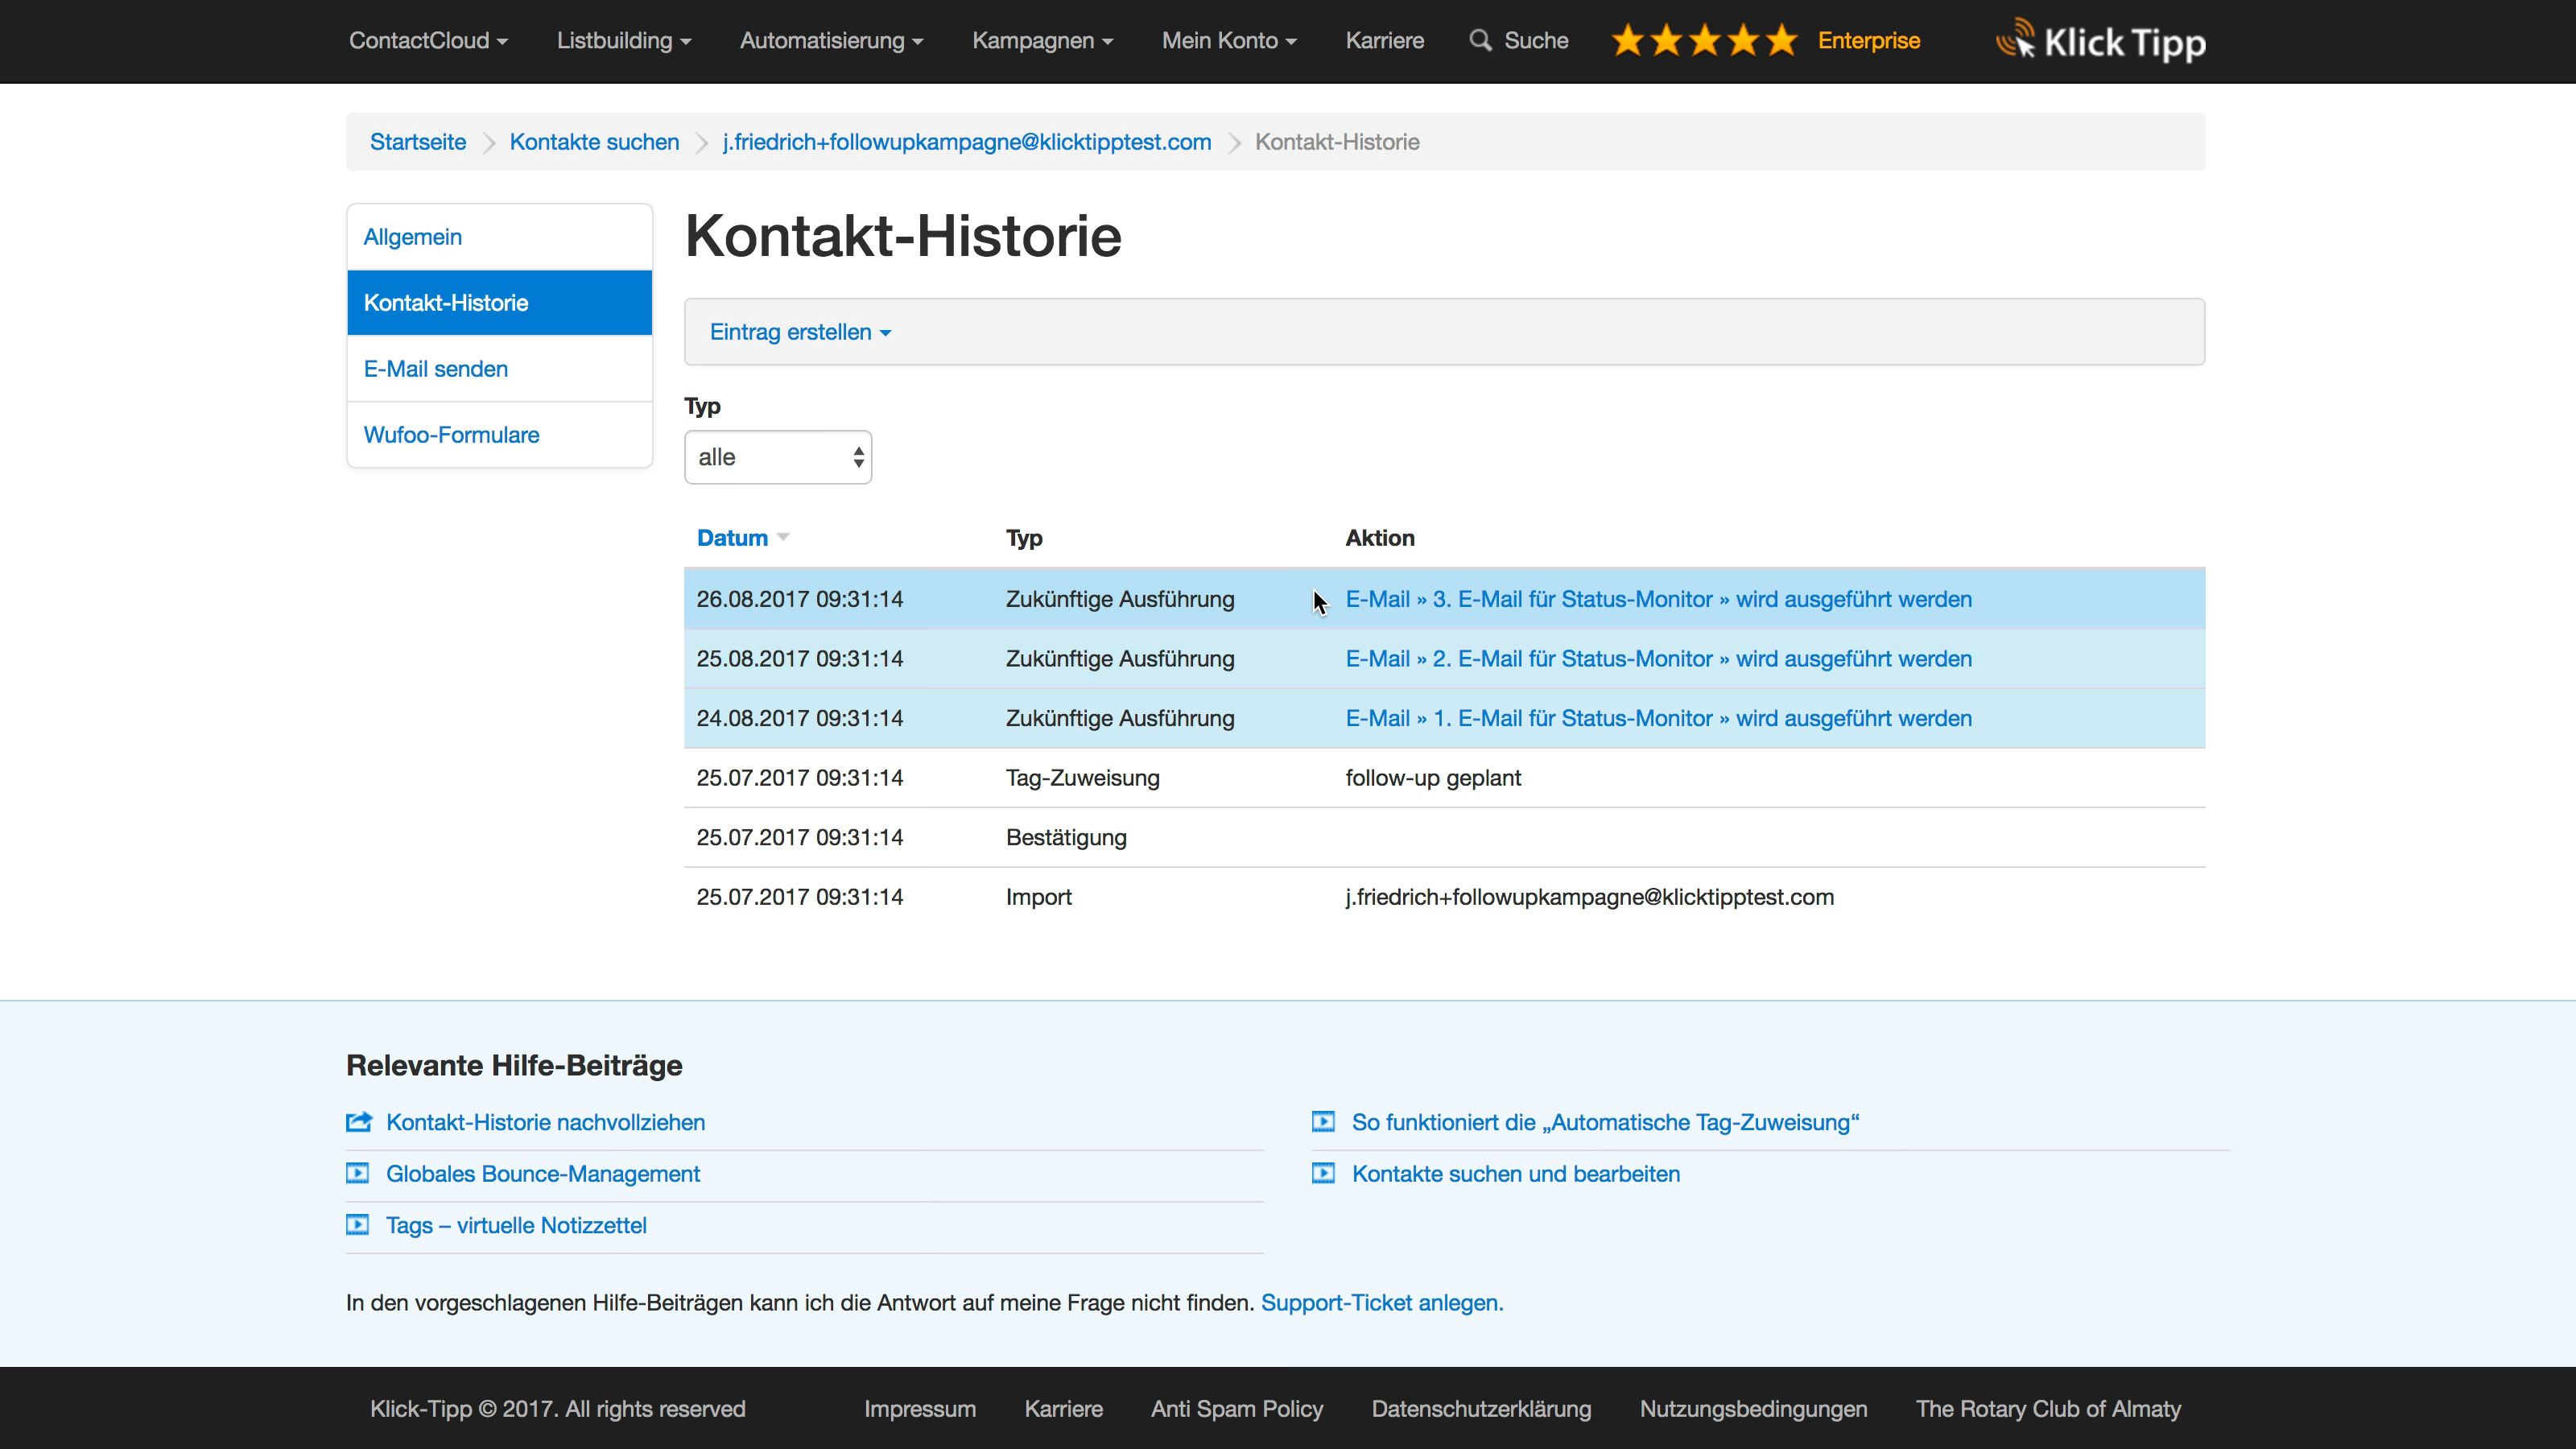 ContactCloud Listbuilding Automatisierung Kampagnen Mein Konto Karriere Suche Enterprise Klick Tipp
Startseite Kontakte suchen j.friedrich+followupkampagne@klicktipptest.com Kontakt-Historie
Allgemein
Kontakt-Historie
E-Mail senden
Wufoo-Formulare
Kontakt-Historie
Eintrag erstellen
Typ
alle
Datum Typ Aktion
26.08.2017 09:31:14 Zukünftige Ausführung E-Mail » 3. E-Mail für Status-Monitor » wird ausgeführt werden
25.08.2017 09:31:14 Zukünftige Ausführung E-Mail » 2. E-Mail für Status-Monitor » wird ausgeführt werden
24.08.2017 09:31:14 Zukünftige Ausführung E-Mail » 1. E-Mail für Status-Monitor » wird ausgeführt werden
25.07.2017 09:31:14 Tag-Zuweisung follow-up geplant
25.07.2017 09:31:14 Bestätigung
25.07.2017 09:31:14 Import j.friedrich+followupkampagne@klicktipptest.com
Relevante Hilfe-Beiträge
Kontakt-Historie nachvollziehen
Globales Bounce-Management
Tags – virtuelle Notizzettel
So funktioniert die „Automatische Tag-Zuweisung“
Kontakte suchen und bearbeiten
In den vorgeschlagenen Hilfe-Beiträgen kann ich die Antwort auf meine Frage nicht finden. Support-Ticket anlegen.
Klick-Tipp © 2017. All rights reserved Impressum Karriere Anti Spam Policy Datenschutzerklärung Nutzungsbedingungen The Rotary Club of Almaty